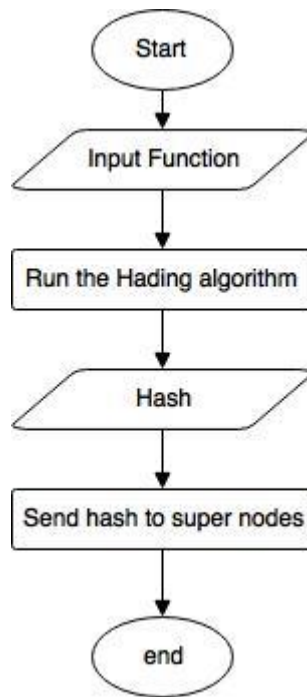 Start
Input Function
Run the Hading algorithm
Hash
Send hash to super nodes
end